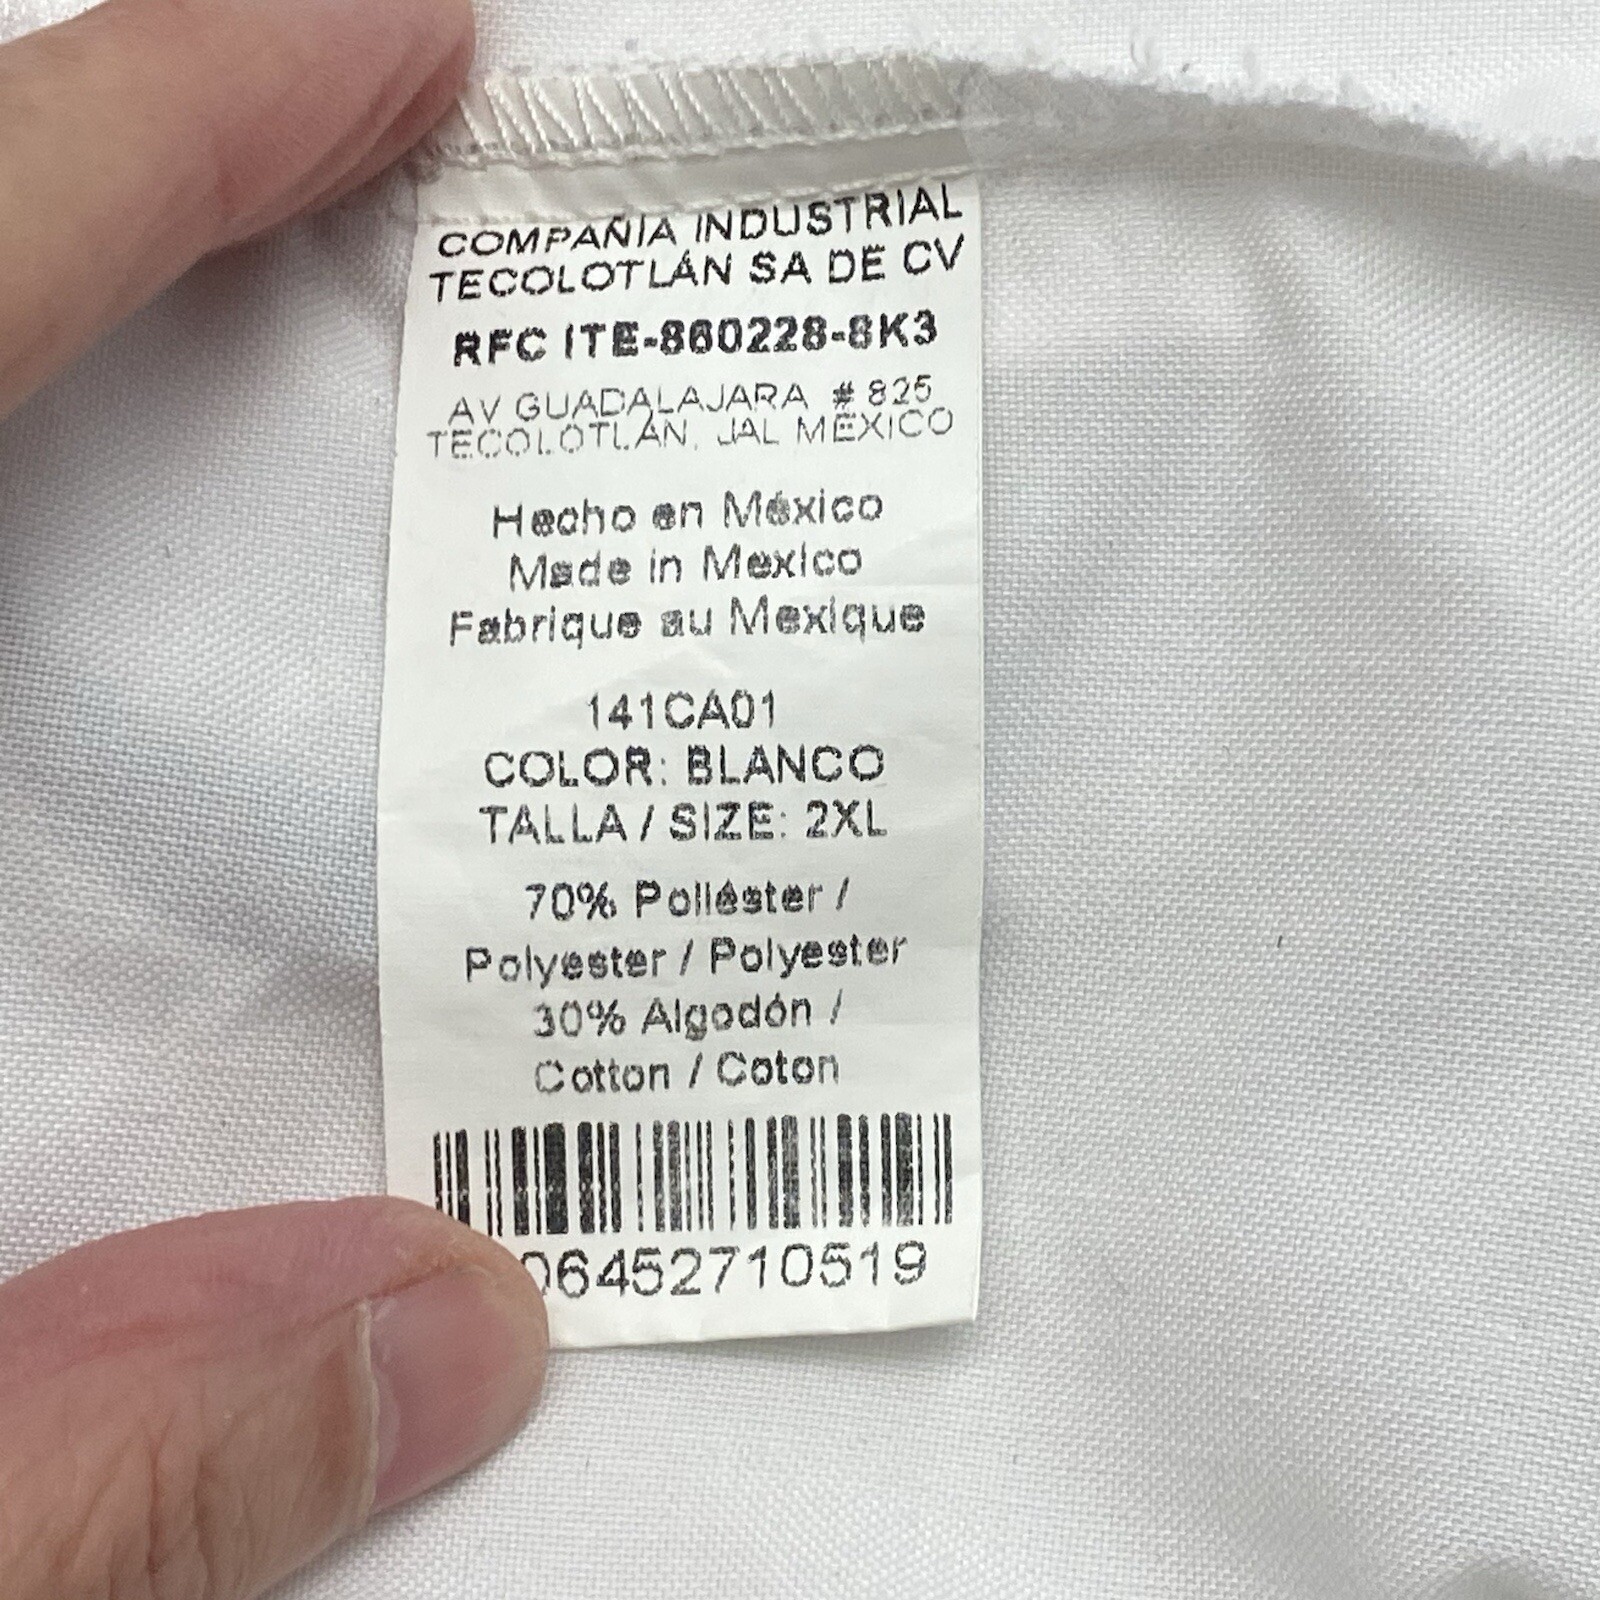 COMPAÑIA INDUSTRIAL
TECOLOTLÁN SA DE CV
RFC ITE-860228-8K3
AV GUADALAJARA # 825
TECOLOTLÁN, JAL MÉXICO
Hecho en México
Made in Mexico
Fabrique au Mexique
141CA01
COLOR: BLANCO
TALLA / SIZE: 2XL
70% Poliéster /
Polyester / Polyester
30% Algodón /
Cotton / Coton
06452710519